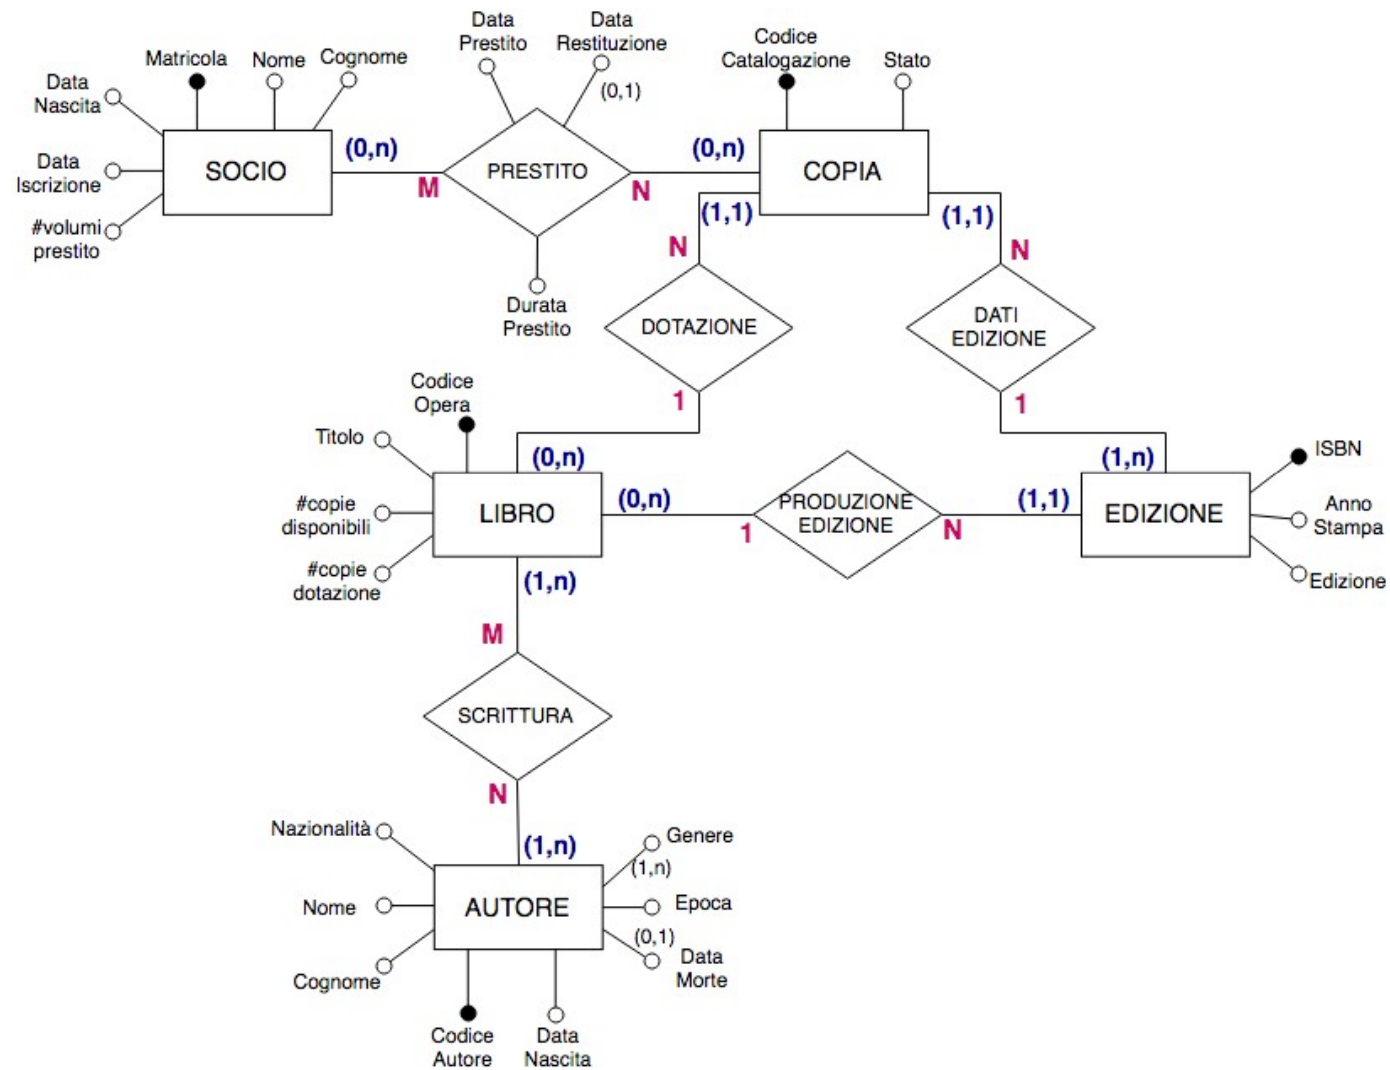 Data
Prestito
Data
Restituzione
(0,1)
Codice
Catalogazione
Stato
Matricola
Nome
Cognome
Data
Nascita
Data
Iscrizione
#volumi
prestito
SOCIO
(0,n)
M
PRESTITO
N
(0,n)
COPIA
Durata
Prestito
(1,1)
N
DOTAZIONE
1
(1,1)
N
DATI
EDIZIONE
1
Codice
Opera
Titolo
#copie
disponibili
#copie
dotazione
(0,n)
LIBRO
(0,n)
1
PRODUZIONE
EDIZIONE
N
(1,1)
(1,n)
EDIZIONE
ISBN
Anno
Stampa
Edizione
(1,n)
M
SCRITTURA
N
(1,n)
Nazionalità
Nome
Cognome
AUTORE
Genere
(1,n)
Epoca
(0,1)
Data
Morte
Codice
Autore
Data
Nascita